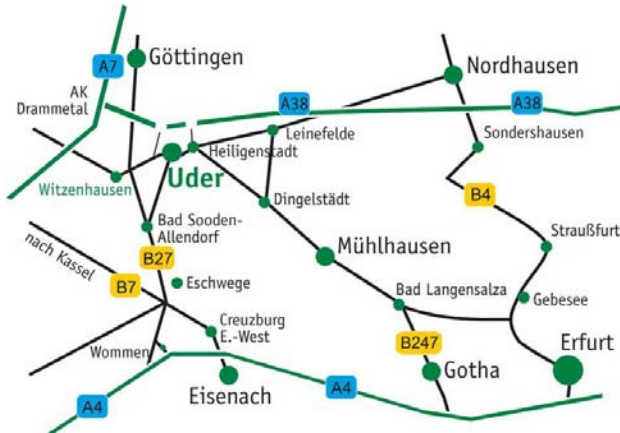 Göttingen
A7
AK
Drammetal
Nordhausen
A38
A38
Leinefelde
Sondershausen
Heiligenstadt
Uder
Witzenhausen
Dingelstädt
B4
Bad Sooden-
Allendorf
Straußfurt
nach Kassel
B27
Mühlhausen
B7
Eschwege
Bad Langensalza
Gebesee
Creuzburg
E.-West
Wommen
B247
Erfurt
Eisenach
A4
Gotha
A4